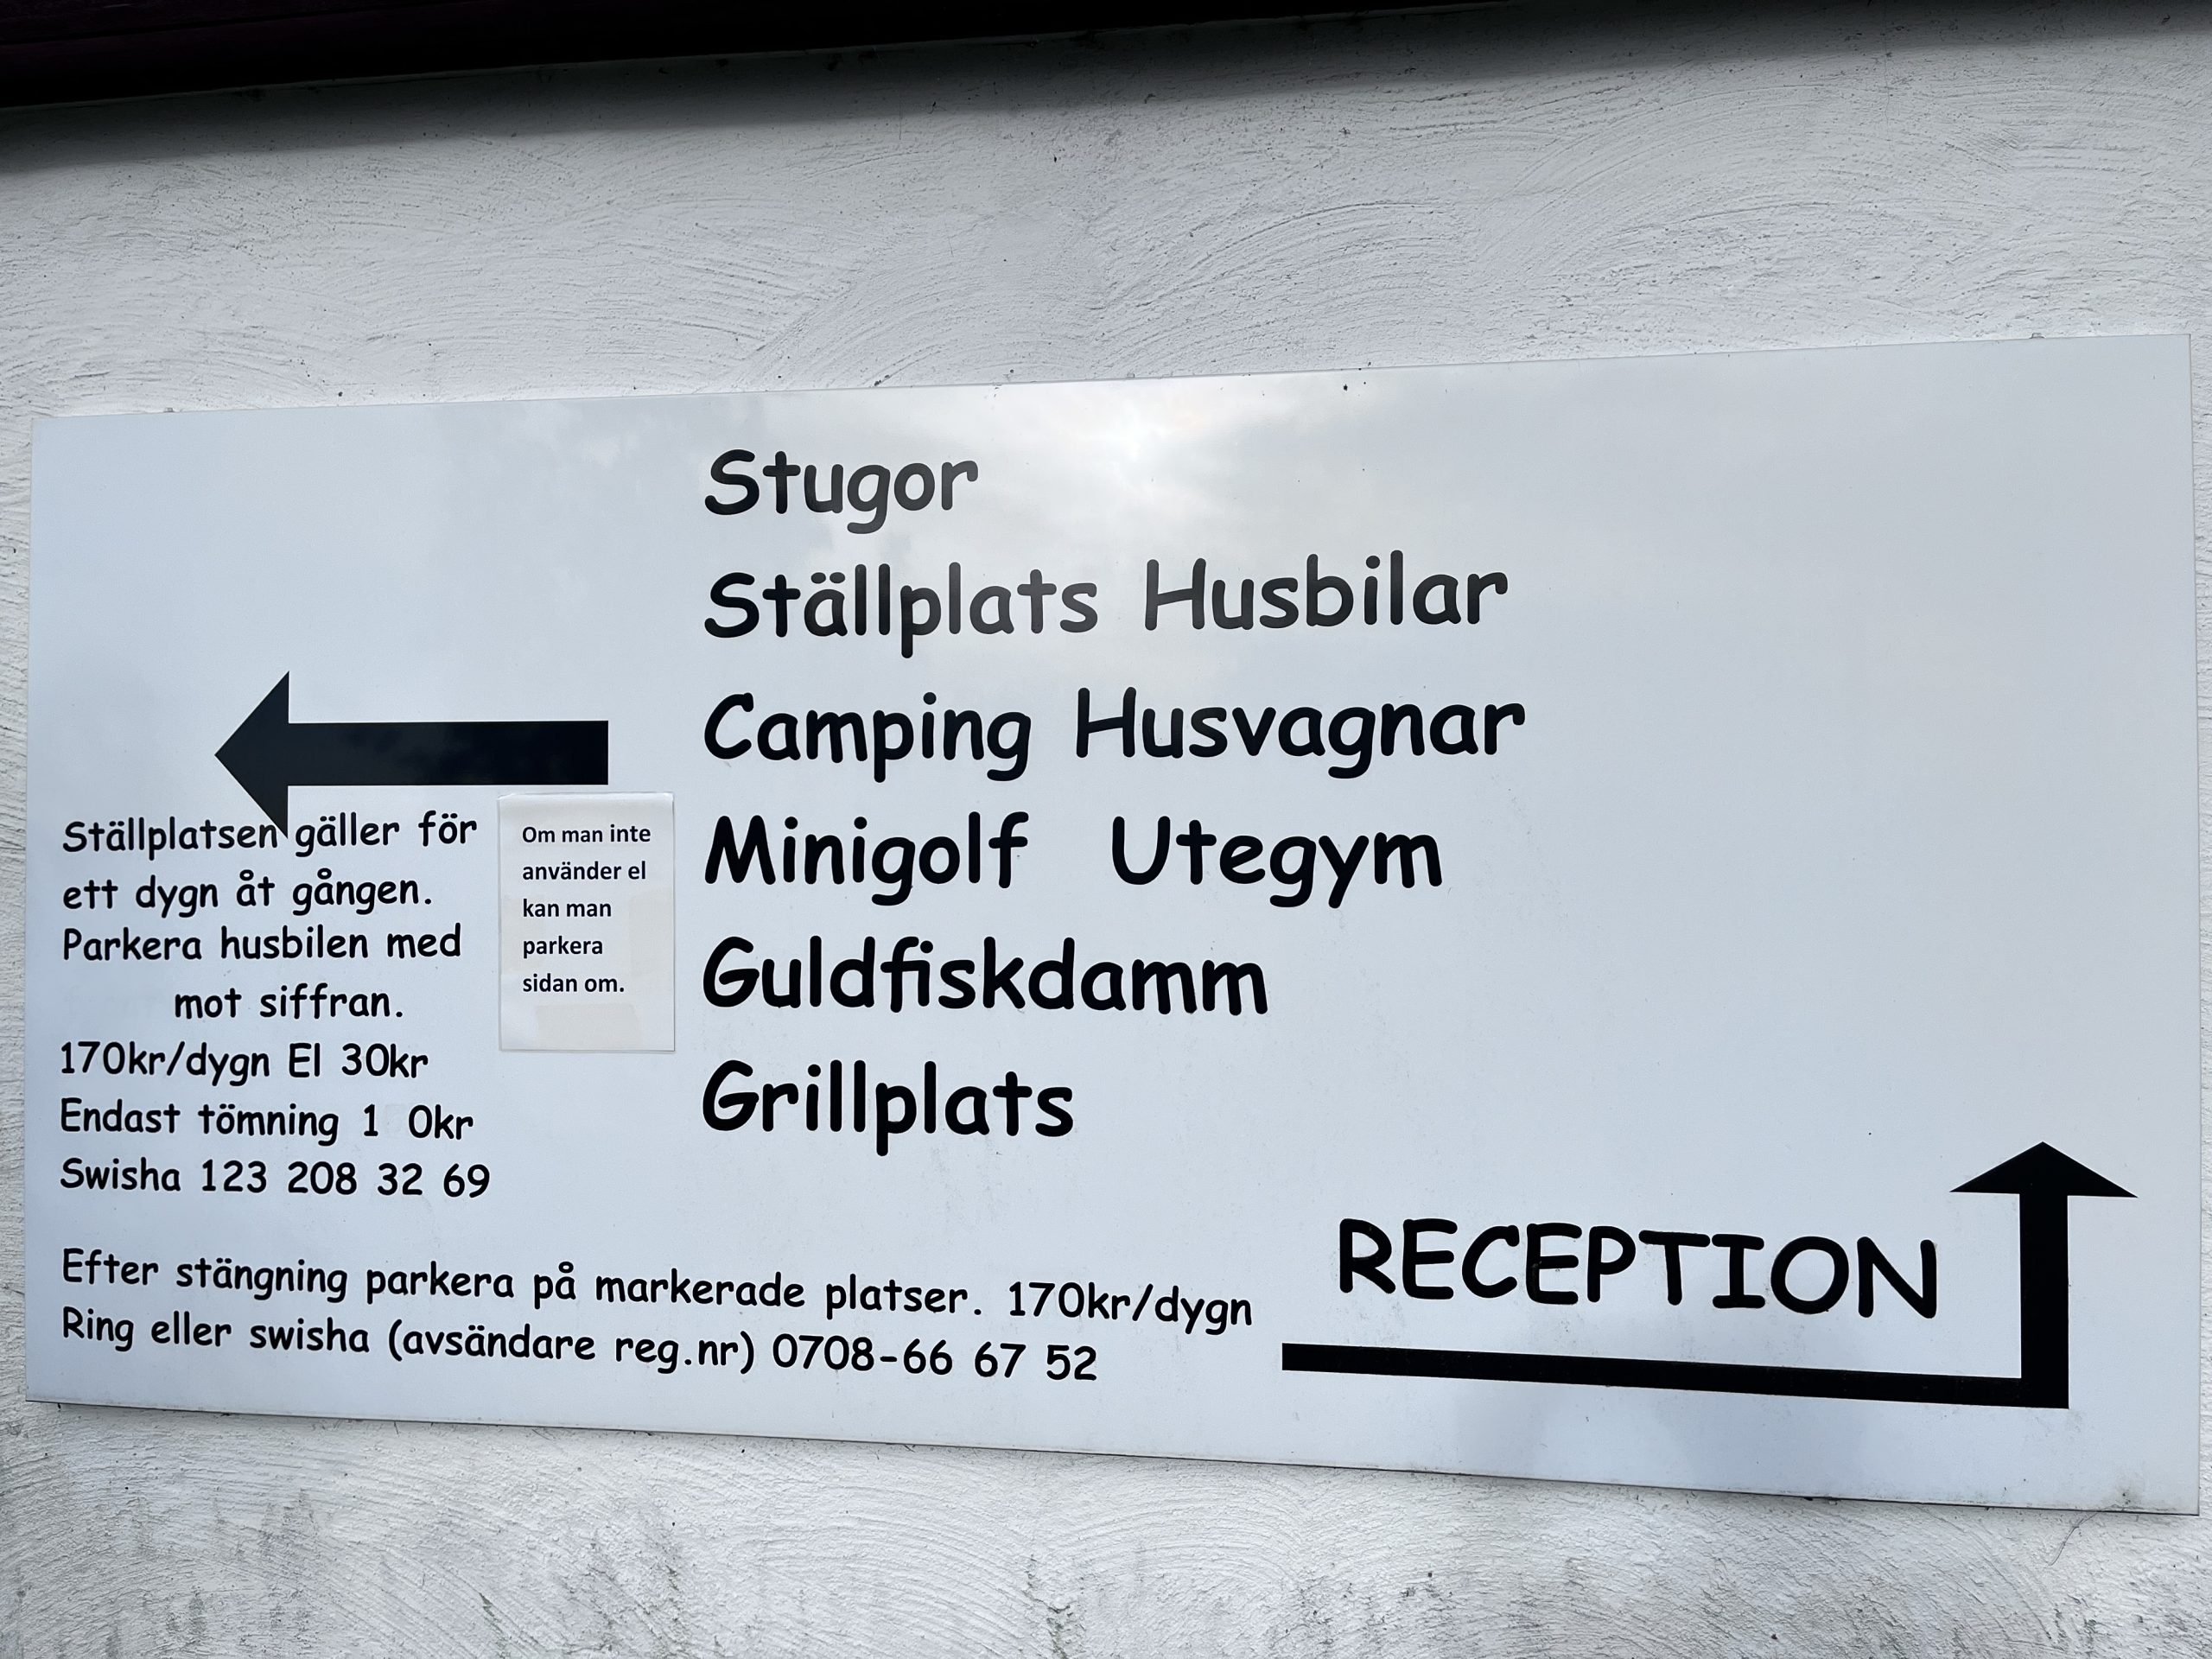 Stugor
Ställplats Husbilar
Camping Husvagnar
Minigolf Utegym
Guldfiskdamm
Grillplats
Ställplatsen gäller för
ett dygn åt gången.
Parkera husbilen med
mot siffran.
170kr/dygn El 30kr
Endast tömning 1 0kr
Swisha 123 208 32 69
Om man inte
använder el
kan man
parkera
sidan om.
Efter stängning parkera på markerade platser. 170kr/dygn
Ring eller swisha (avsändare reg.nr) 0708-66 67 52
RECEPTION